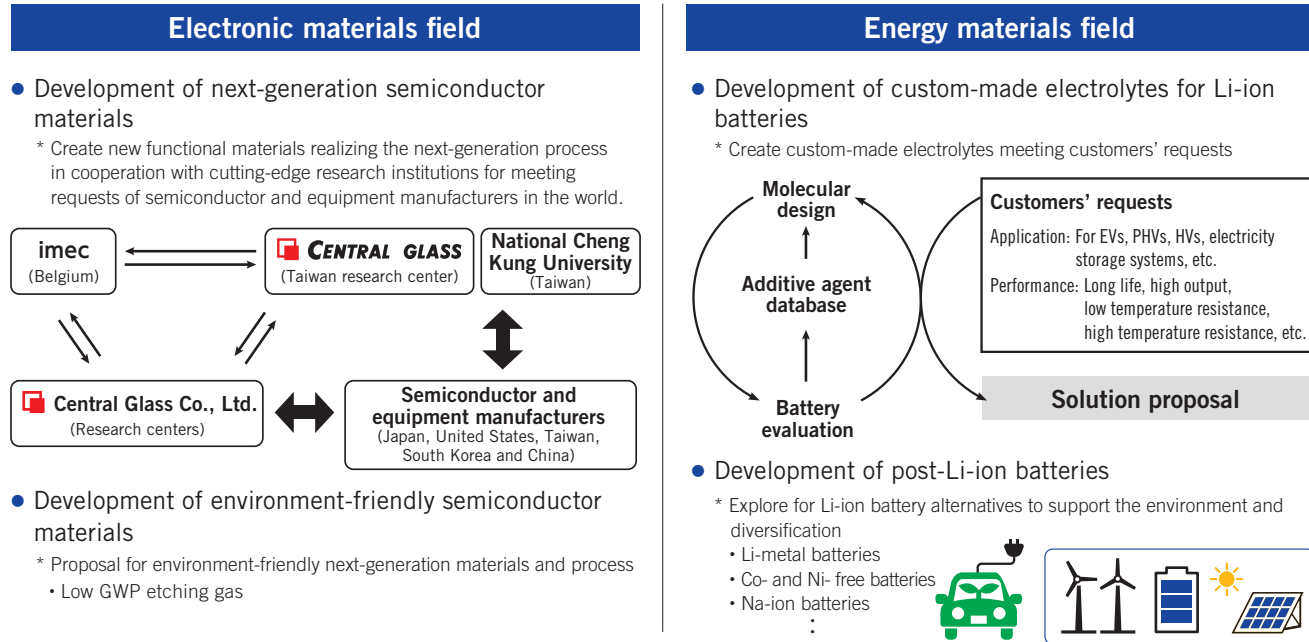 Electronic materials field
• Development of next-generation semiconductor
materials
* Create new functional materials realizing the next-generation process
in cooperation with cutting-edge research institutions for meeting
requests of semiconductor and equipment manufacturers in the world.
imec
(Belgium)
CENTRAL GLASS
(Taiwan research center)
National Cheng
Kung University
(Taiwan)
Central Glass Co., Ltd.
(Research centers)
Semiconductor and
equipment manufacturers
(Japan, United States, Taiwan,
South Korea and China)
• Development of environment-friendly semiconductor
materials
* Proposal for environment-friendly next-generation materials and process
• Low GWP etching gas
Energy materials field
• Development of custom-made electrolytes for Li-ion
batteries
* Create custom-made electrolytes meeting customers' requests
Molecular
design
Additive agent
database
Battery
evaluation
Customers' requests
Application: For EVs, PHVs, HVs, electricity
storage systems, etc.
Performance: Long life, high output,
low temperature resistance,
high temperature resistance, etc.
Solution proposal
• Development of post-Li-ion batteries
* Explore for Li-ion battery alternatives to support the environment and
diversification
• Li-metal batteries
• Co- and Ni- free batteries
• Na-ion batteries
: